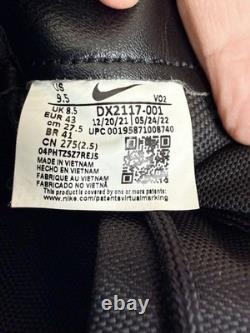 US 9.5 VO2
UK 8.5 DX2117-001
EUR 43 12/20/21 05/24/22
cm 27.5 UPC 00195871008740
BR 41
CN 275(2.5)
04PHTZSZ7REJS
MADE IN VIETNAM
HECHO EN VIETNAM
FABRIQUE AU VIETNAM
FABRICADO NO VIETNAM
www.nike.com/patents virtual marking